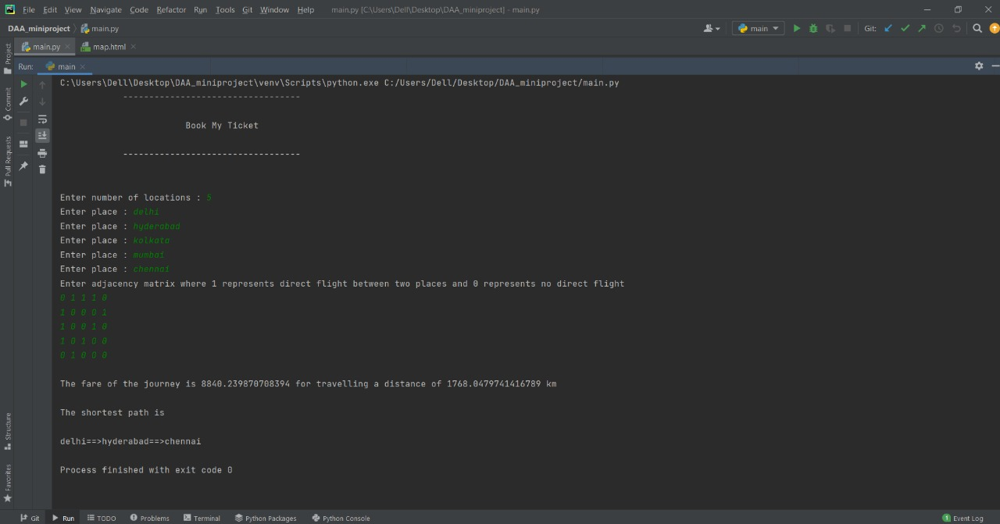 File Edit View Navigate Code Refactor Run Tools Git Window Help main.py [C:\Users\Dell\Desktop\DAA_miniproject] - main.py
DAA_miniproject main.py main Git:
main.py map.html
Project
Run: main
Commit
Pull Requests
C:\Users\Dell\Desktop\DAA_miniproject\venv\Scripts\python.exe C:/Users/Dell/Desktop/DAA_miniproject/main.py
----------------------------------
Book My Ticket
----------------------------------
Enter number of locations : 5
Enter place : delhi
Enter place : hyderabad
Enter place : kolkata
Enter place : mumbai
Enter place : chennai
Enter adjacency matrix where 1 represents direct flight between two places and 0 represents no direct flight
0 1 1 1 0
1 0 0 0 1
1 0 0 1 0
1 0 1 0 0
0 1 0 0 0
The fare of the journey is 8840.239870708394 for travelling a distance of 1768.0479741416789 km
The shortest path is
delhi==>hyderabad==>chennai
Process finished with exit code 0
Structure
Favorites
Git Run TODO Problems Terminal Python Packages Python Console 1 Event Log